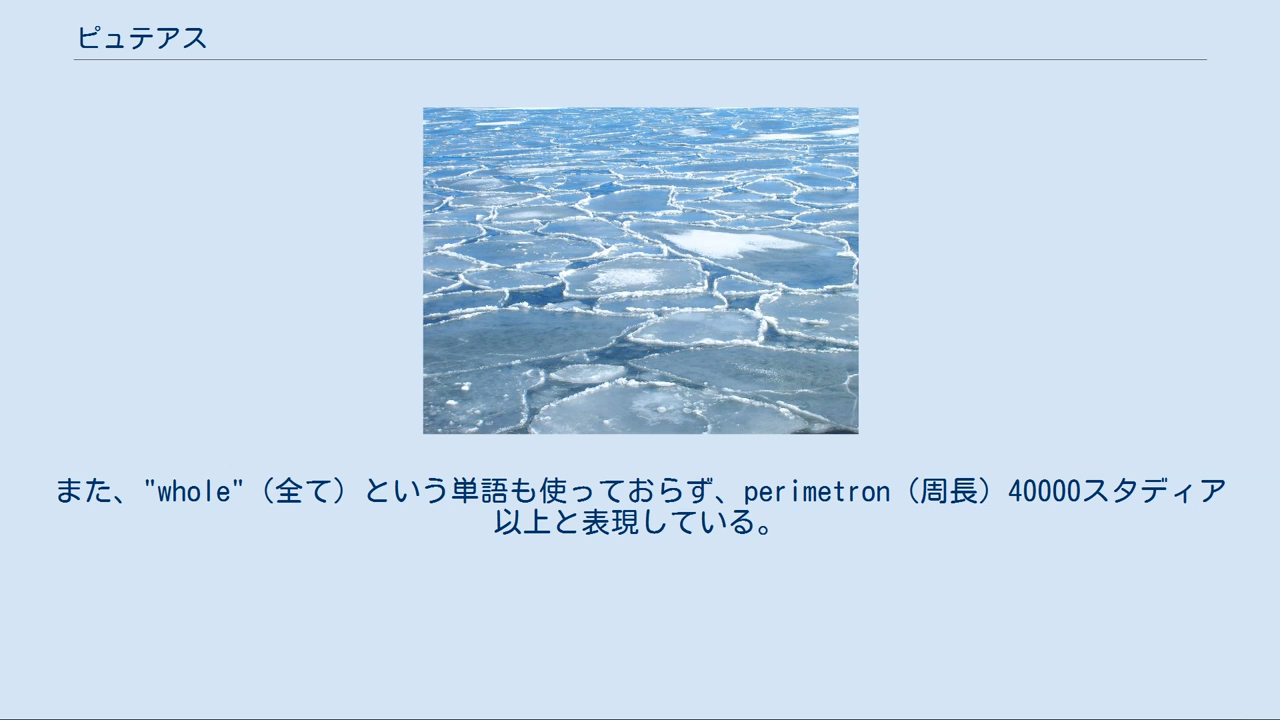 ピュテアス
また、"whole"（全て）という単語も使っておらず、perimetron（周長）40000スタディア
以上と表現している。